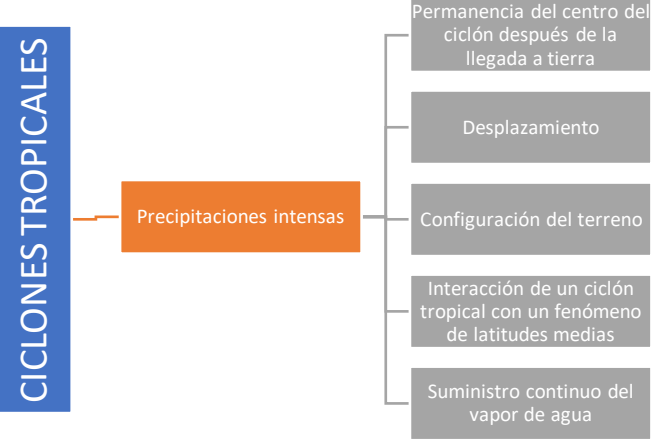 CICLONES TROPICALES
Precipitaciones intensas
Permanencia del centro del
ciclón después de la
llegada a tierra
Desplazamiento
Configuración del terreno
Interacción de un ciclón
tropical con un fenómeno
de latitudes medias
Suministro continuo del
vapor de agua